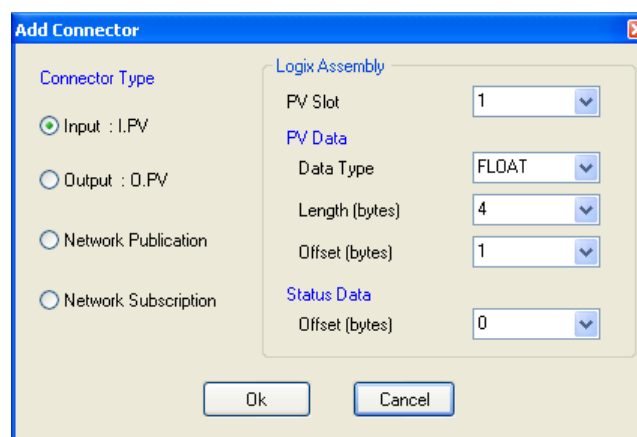 Add Connector
Connector Type
Input : I.PV
Output : O.PV
Network Publication
Network Subscription
Logix Assembly
PV Slot 1
PV Data
Data Type FLOAT
Length (bytes) 4
Offset (bytes) 1
Status Data
Offset (bytes) 0
Ok Cancel